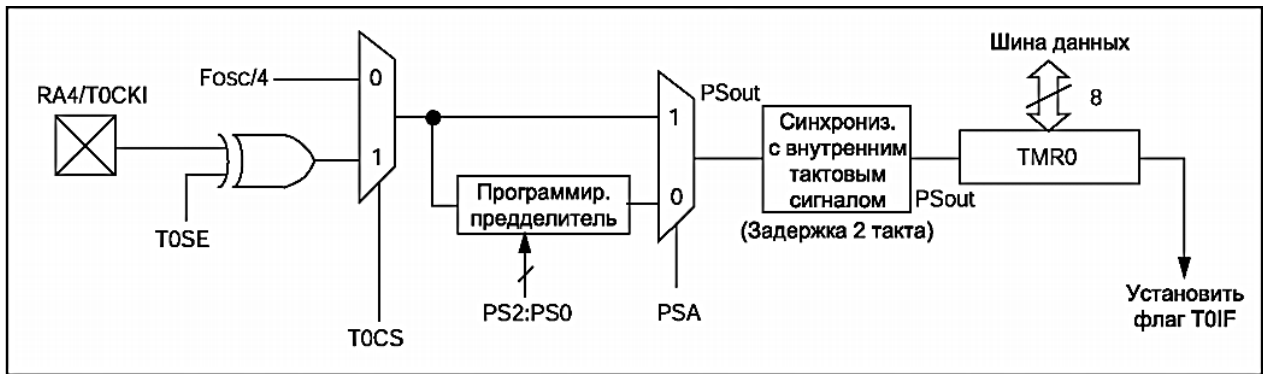 Шина данных
8
RA4/T0CKI
Fosc/4
0
1
T0SE
T0CS
Программир.
предделитель
PS2:PS0
1
0
PSA
PSout
Синхрониз.
с внутренним
тактовым
сигналом
(Задержка 2 такта)
PSout
TMR0
Установить
флаг T0IF